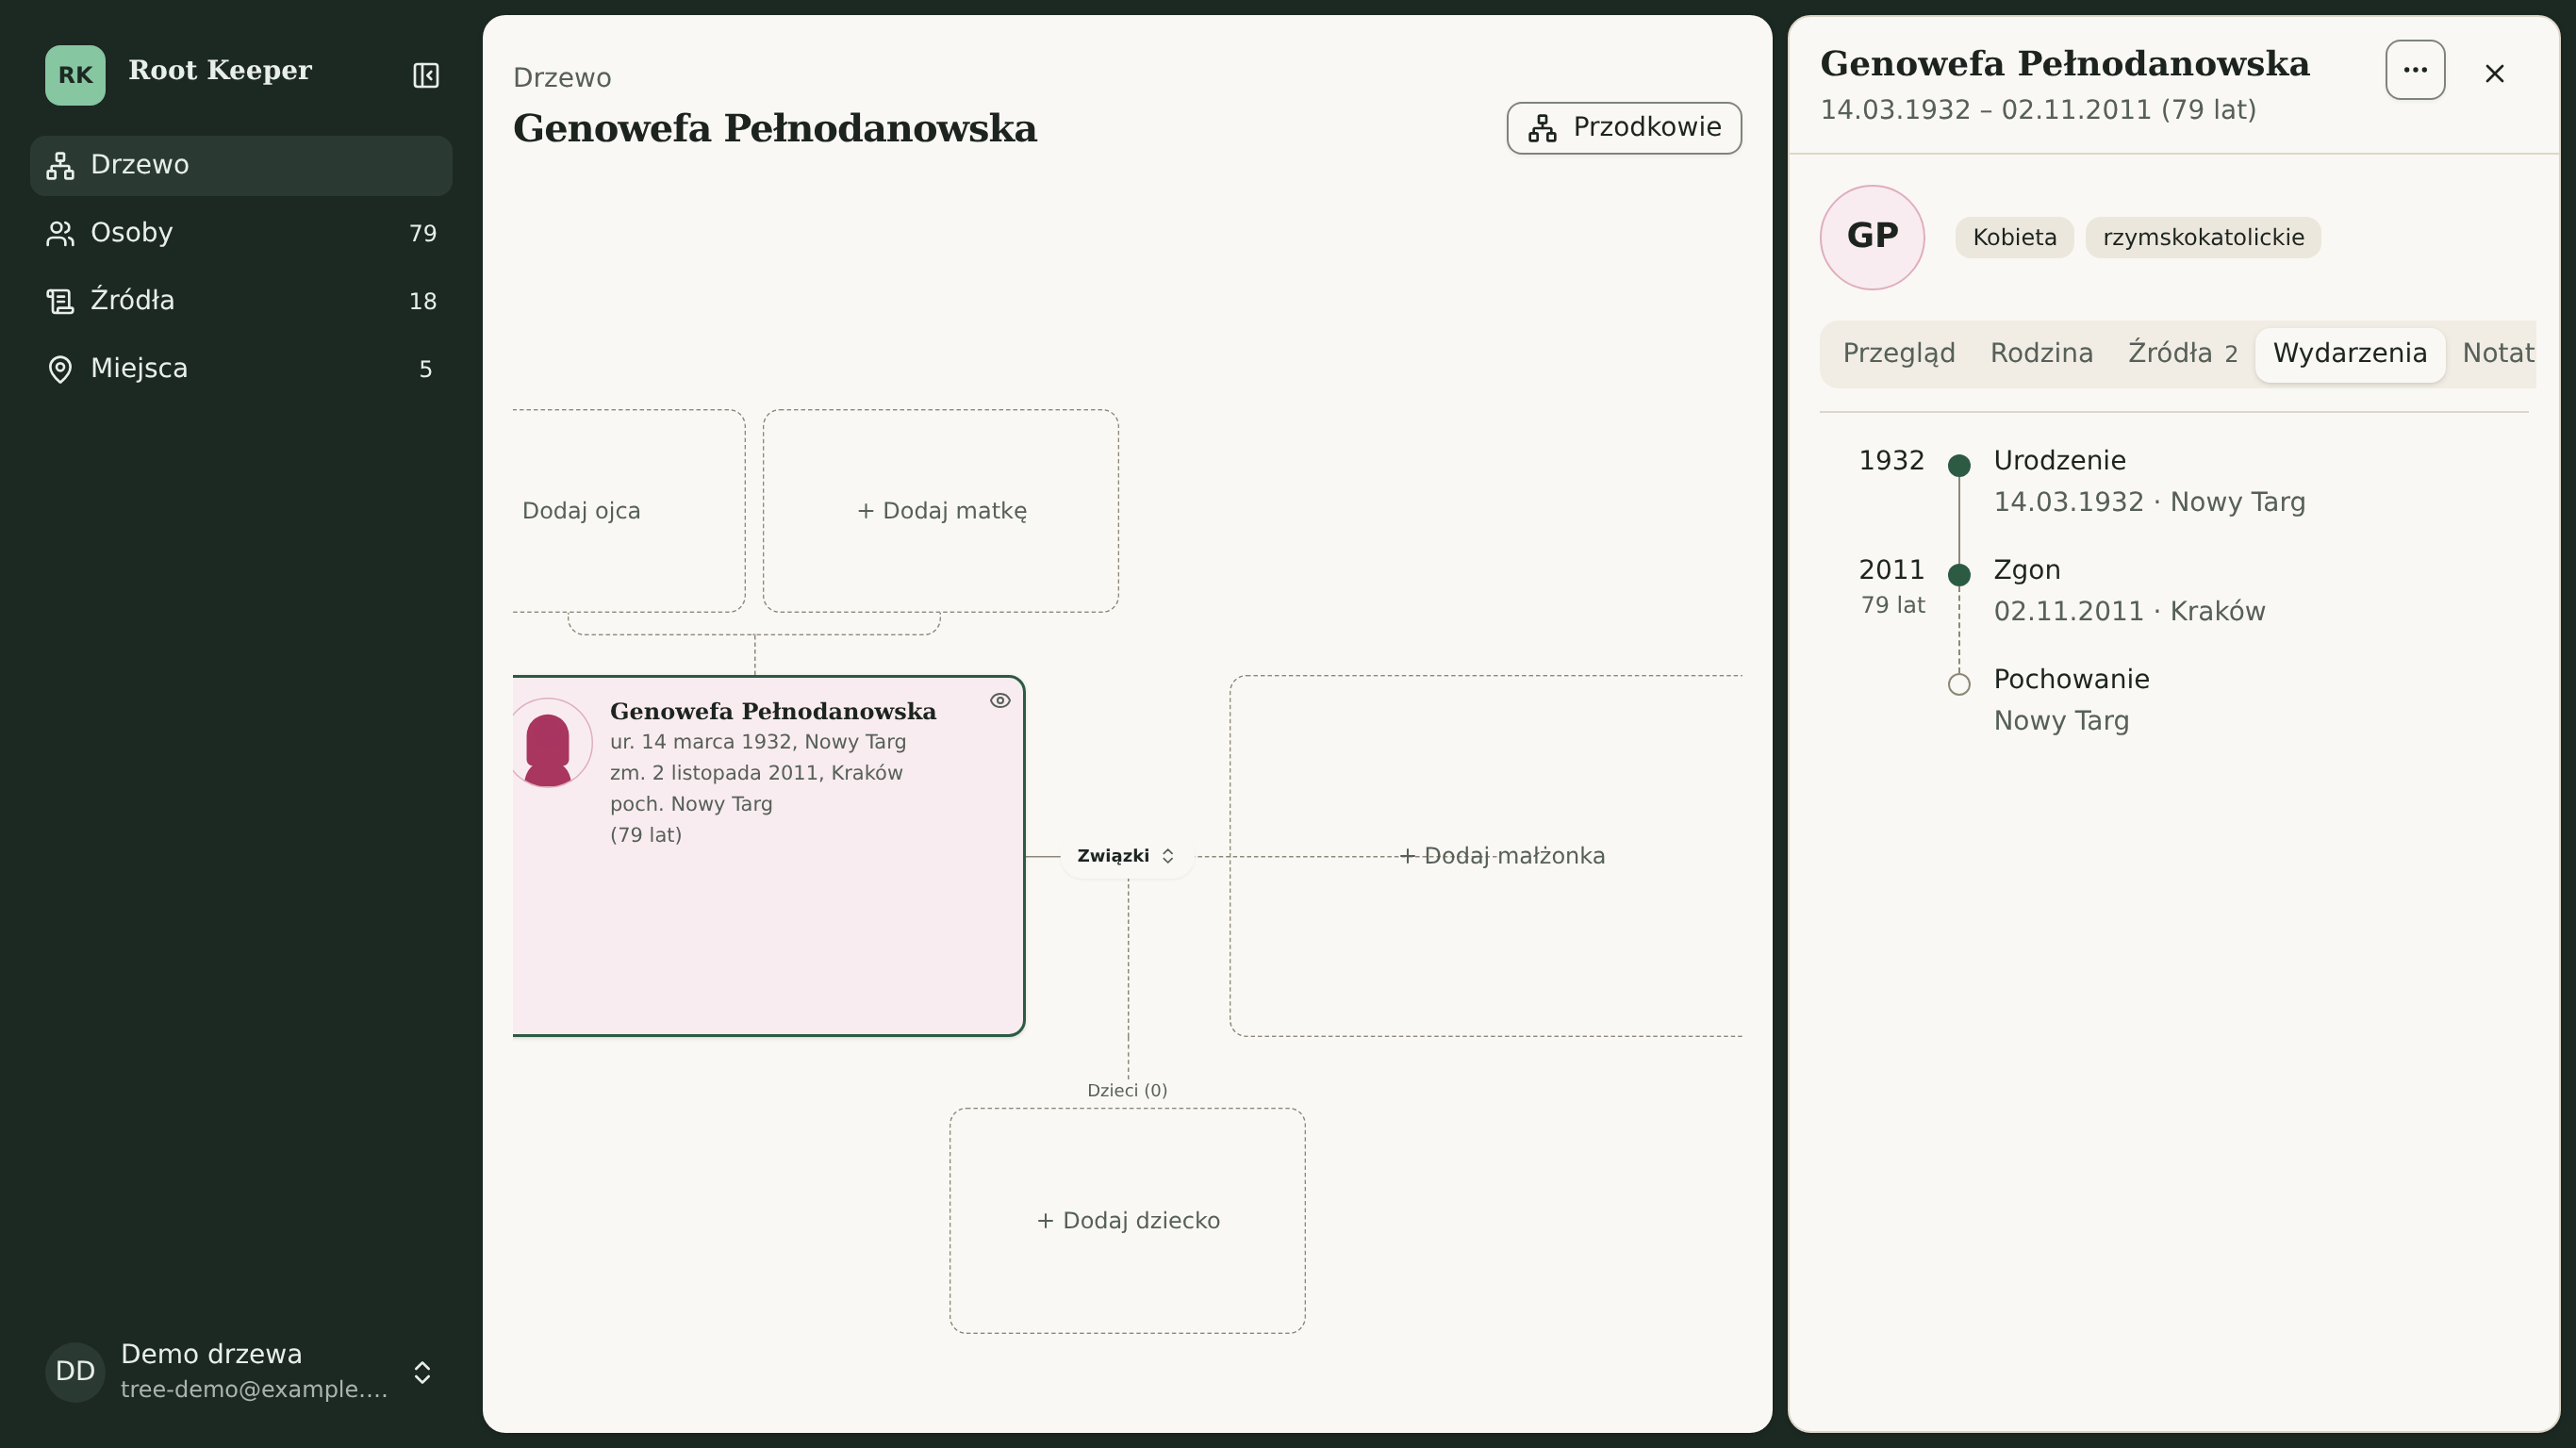 RK
Root Keeper
Drzewo
Osoby 79
Źródła 18
Miejsca 5
DD
Demo drzewa
tree-demo@example....
Drzewo
Genowefa Pełnodanowska
Przodkowie
Dodaj ojca
+ Dodaj matkę
Genowefa Pełnodanowska
ur. 14 marca 1932, Nowy Targ
zm. 2 listopada 2011, Kraków
poch. Nowy Targ
(79 lat)
Związki
+ Dodaj małżonka
Dzieci (0)
+ Dodaj dziecko
Genowefa Pełnodanowska
14.03.1932 – 02.11.2011 (79 lat)
GP
Kobieta rzymskokatolickie
Przegląd Rodzina Źródła 2 Wydarzenia Notat
1932 Urodzenie
14.03.1932 · Nowy Targ
2011 Zgon
79 lat 02.11.2011 · Kraków
Pochowanie
Nowy Targ